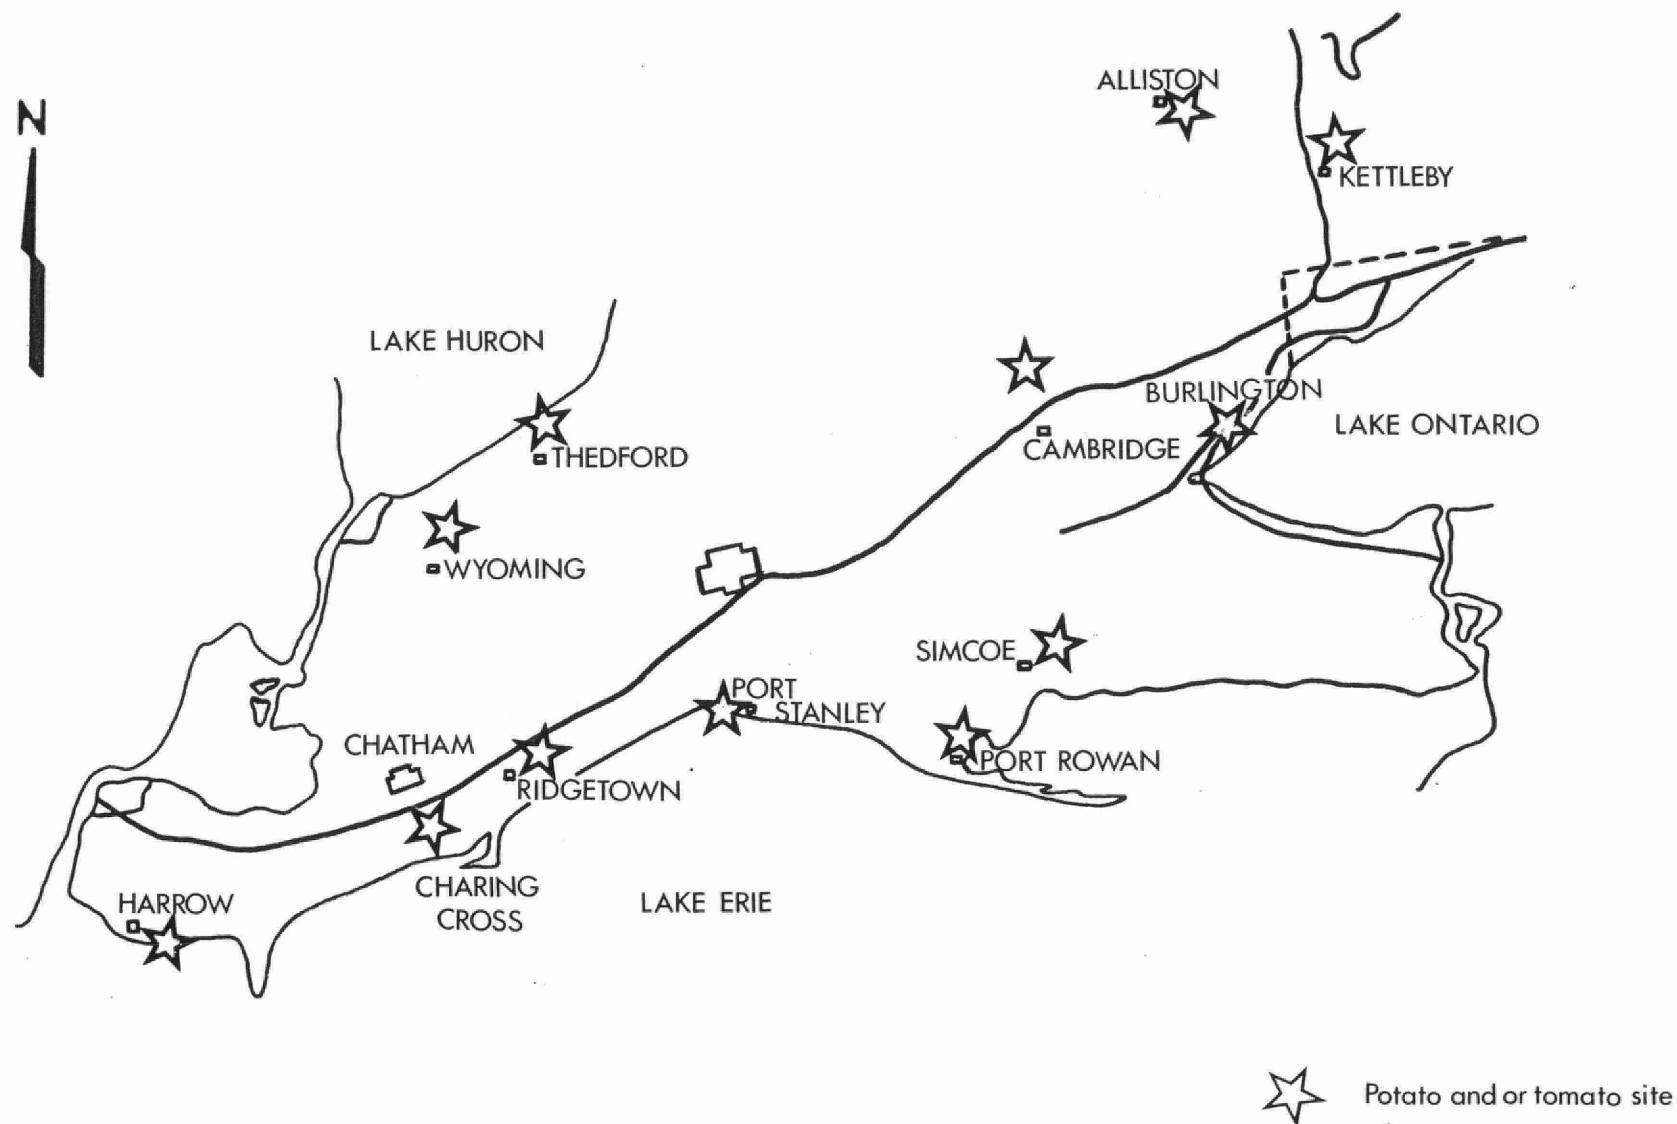 ALLISTON
N
KETTLEBY
LAKE HURON
BURLINGTON
LAKE ONTARIO
CAMBRIDGE
THEDFORD
WYOMING
SIMCOE
PORT
STANLEY
CHATHAM
PORT ROWAN
RIDGETOWN
CHARING
CROSS
HARROW
LAKE ERIE
Potato and or tomato site